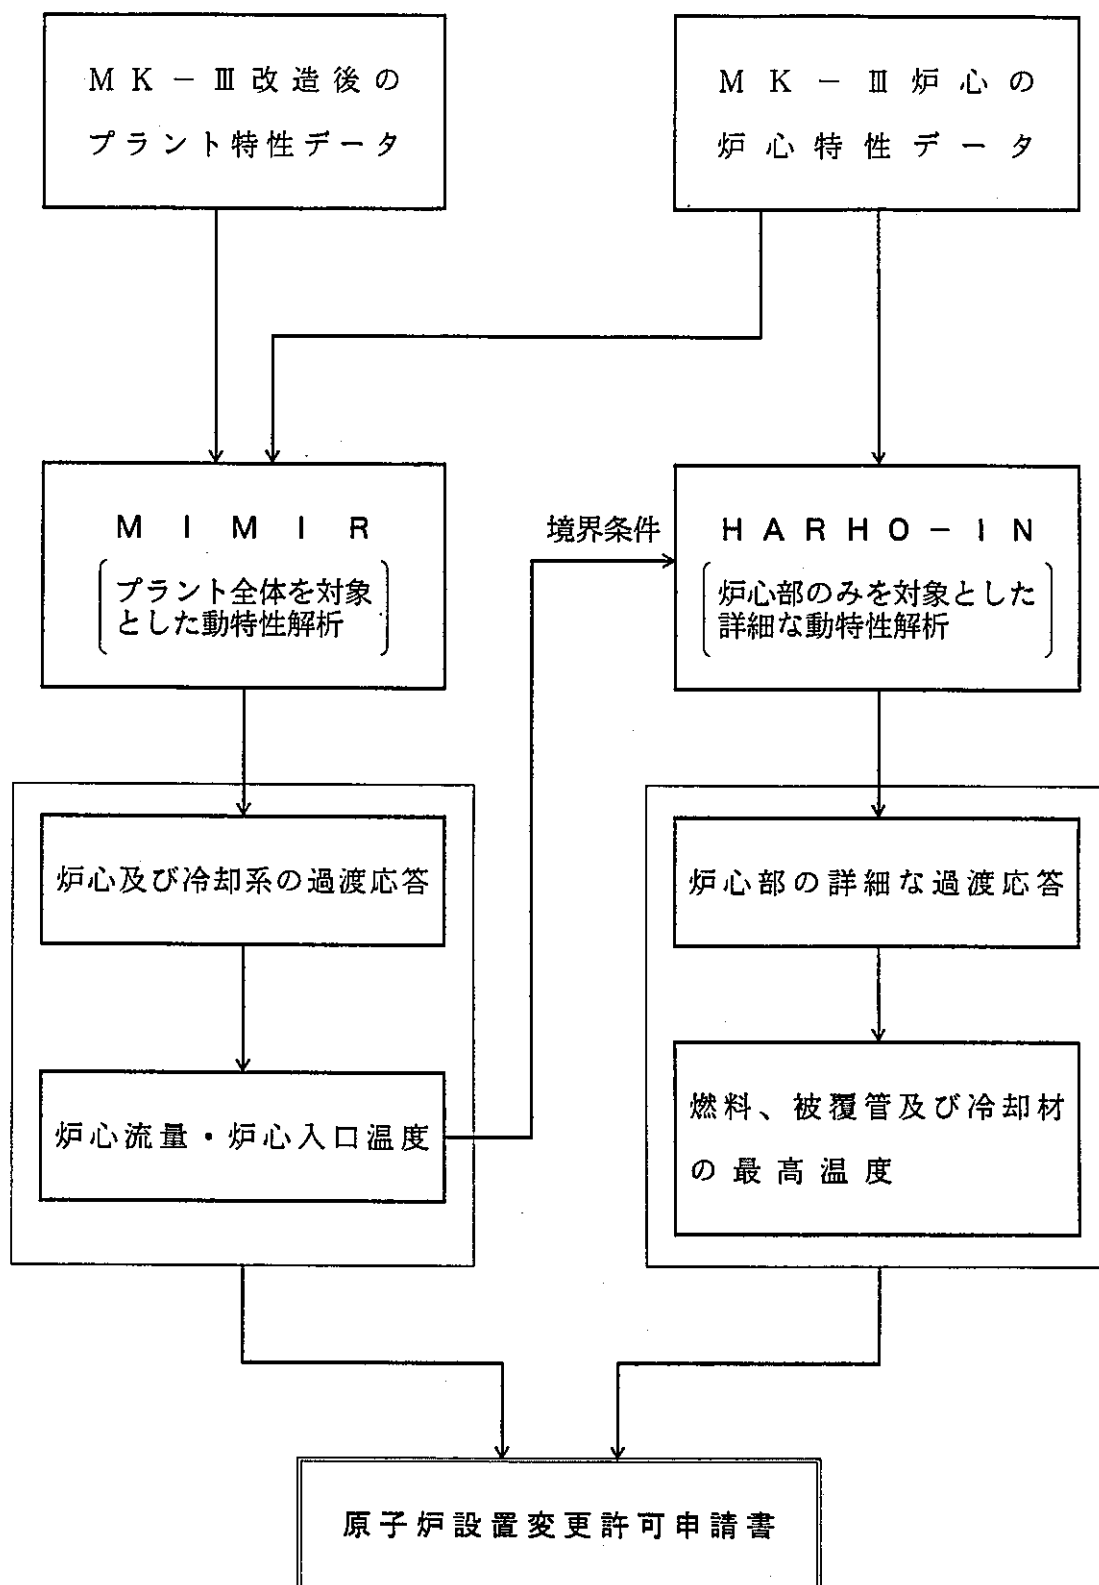 MK-Ⅲ改造後の
プラント特性データ
MK-Ⅲ炉心の
炉心特性データ
MIMIR
プラント全体を対象
とした動特性解析
境界条件
HARHO-IN
炉心部のみを対象とした
詳細な動特性解析
炉心及び冷却系の過渡応答
炉心流量・炉心入口温度
炉心部の詳細な過渡応答
燃料、被覆管及び冷却材
の最高温度
原子炉設置変更許可申請書